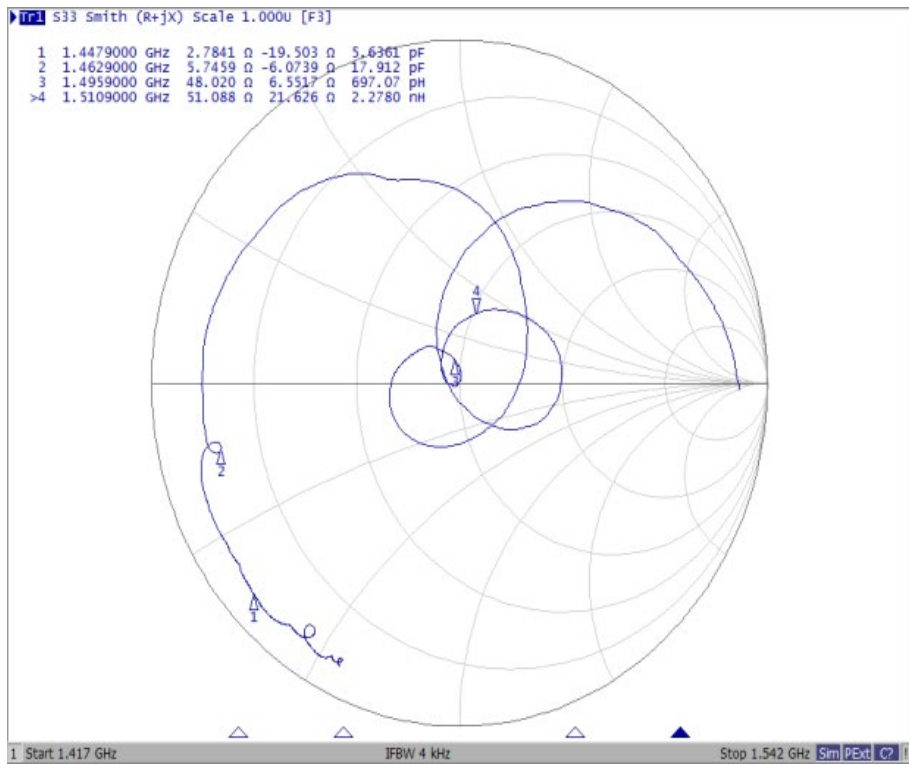 Tr1 S33 Smith (R+jX) Scale 1.000U [F3]
1 1.4479000 GHz 2.7841 Ω -19.503 Ω 5.6361 pF
2 1.4629000 GHz 5.7459 Ω -6.0739 Ω 17.912 pF
3 1.4959000 GHz 48.020 Ω 6.5517 Ω 697.07 pH
>4 1.5109000 GHz 51.088 Ω 21.626 Ω 2.2780 nH
4
3
2
1
1 Start 1.417 GHz IFBW 4 kHz Stop 1.542 GHz Sim PExt C? !